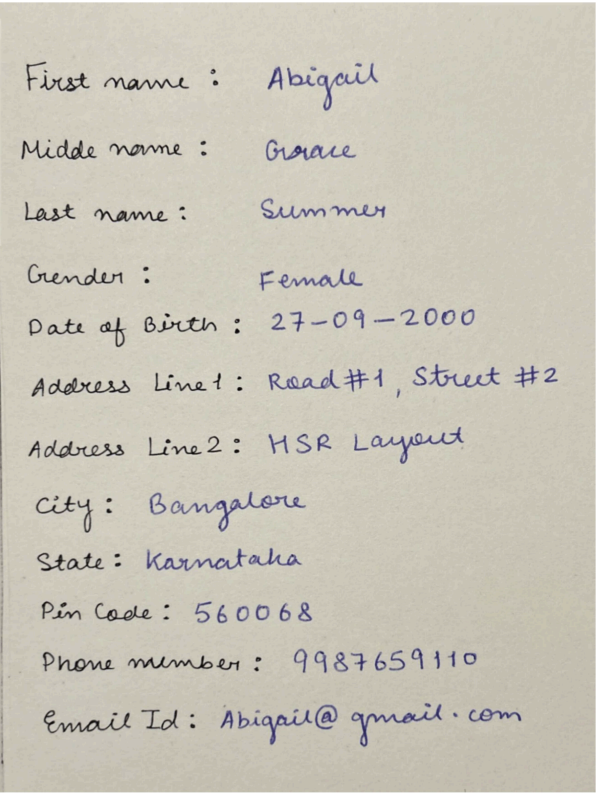 First name : Abigail
Midde name : Grace
Last name : Summer
Gender : Female
Date of Birth : 27-09-2000
Address Line1 : Road #1, Street #2
Address Line2 : HSR Layout
City : Bangalore
State : Karnataka
Pin Code : 560068
Phone number : 9987659110
Email Id : Abigail@gmail.com